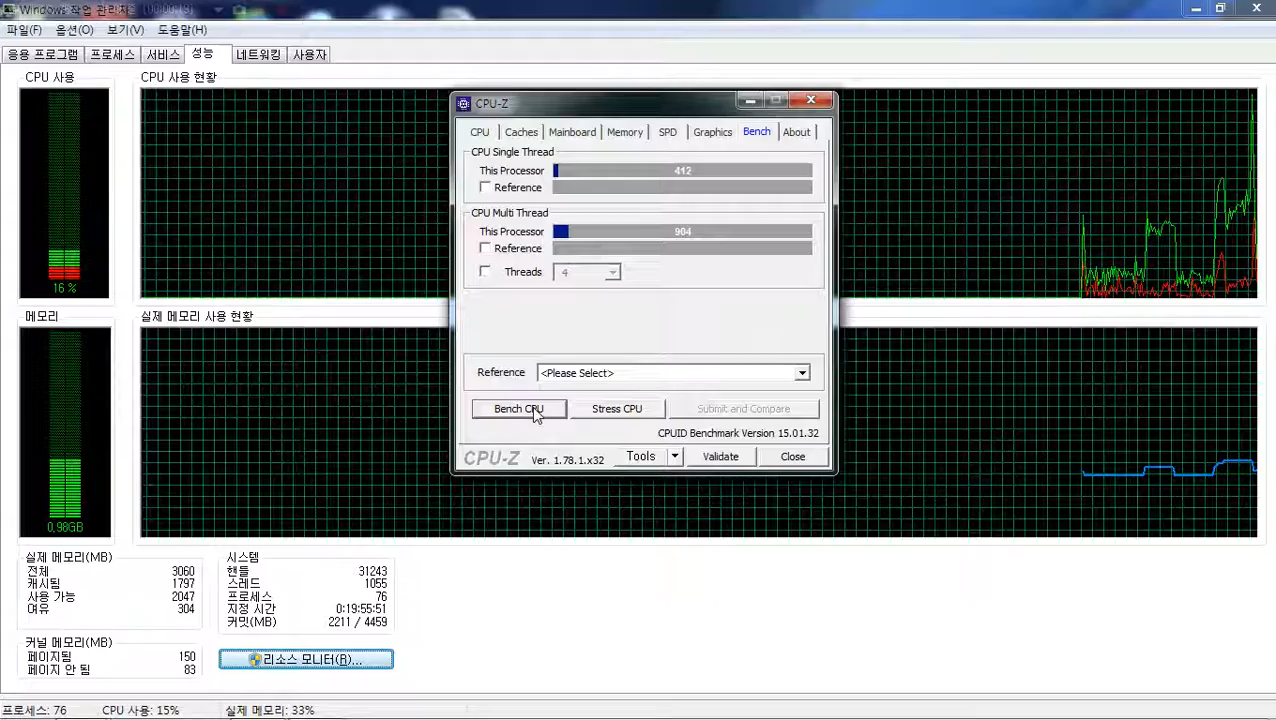 Windows 작업 관리자
파일(F) 옵션(O) 보기(V) 도움말(H)
응용 프로그램 프로세스 서비스 성능 네트워킹 사용자
CPU 사용
CPU 사용 현황
16 %
메모리
실제 메모리 사용 현황
0,98GB
CPU-Z
CPU Caches Mainboard Memory SPD Graphics Bench About
CPU Single Thread
This Processor 412
Reference
CPU Multi Thread
This Processor 904
Reference
Threads 4
Reference <Please Select>
Bench CPU Stress CPU Submit and Compare
CPUID Benchmark Version 15.01.32
CPU-Z Ver. 1.78.1.x32 Tools Validate Close
실제 메모리(MB)
전체 3060
캐시됨 1797
사용 가능 2047
여유 304
시스템
핸들 31243
스레드 1055
프로세스 76
작동 시간 0:19:55:51
커밋(MB) 2211 / 4459
커널 메모리(MB)
페이지됨 150
페이지 안 됨 83
리소스 모니터(R)...
프로세스: 76 CPU 사용: 15% 실제 메모리: 33%